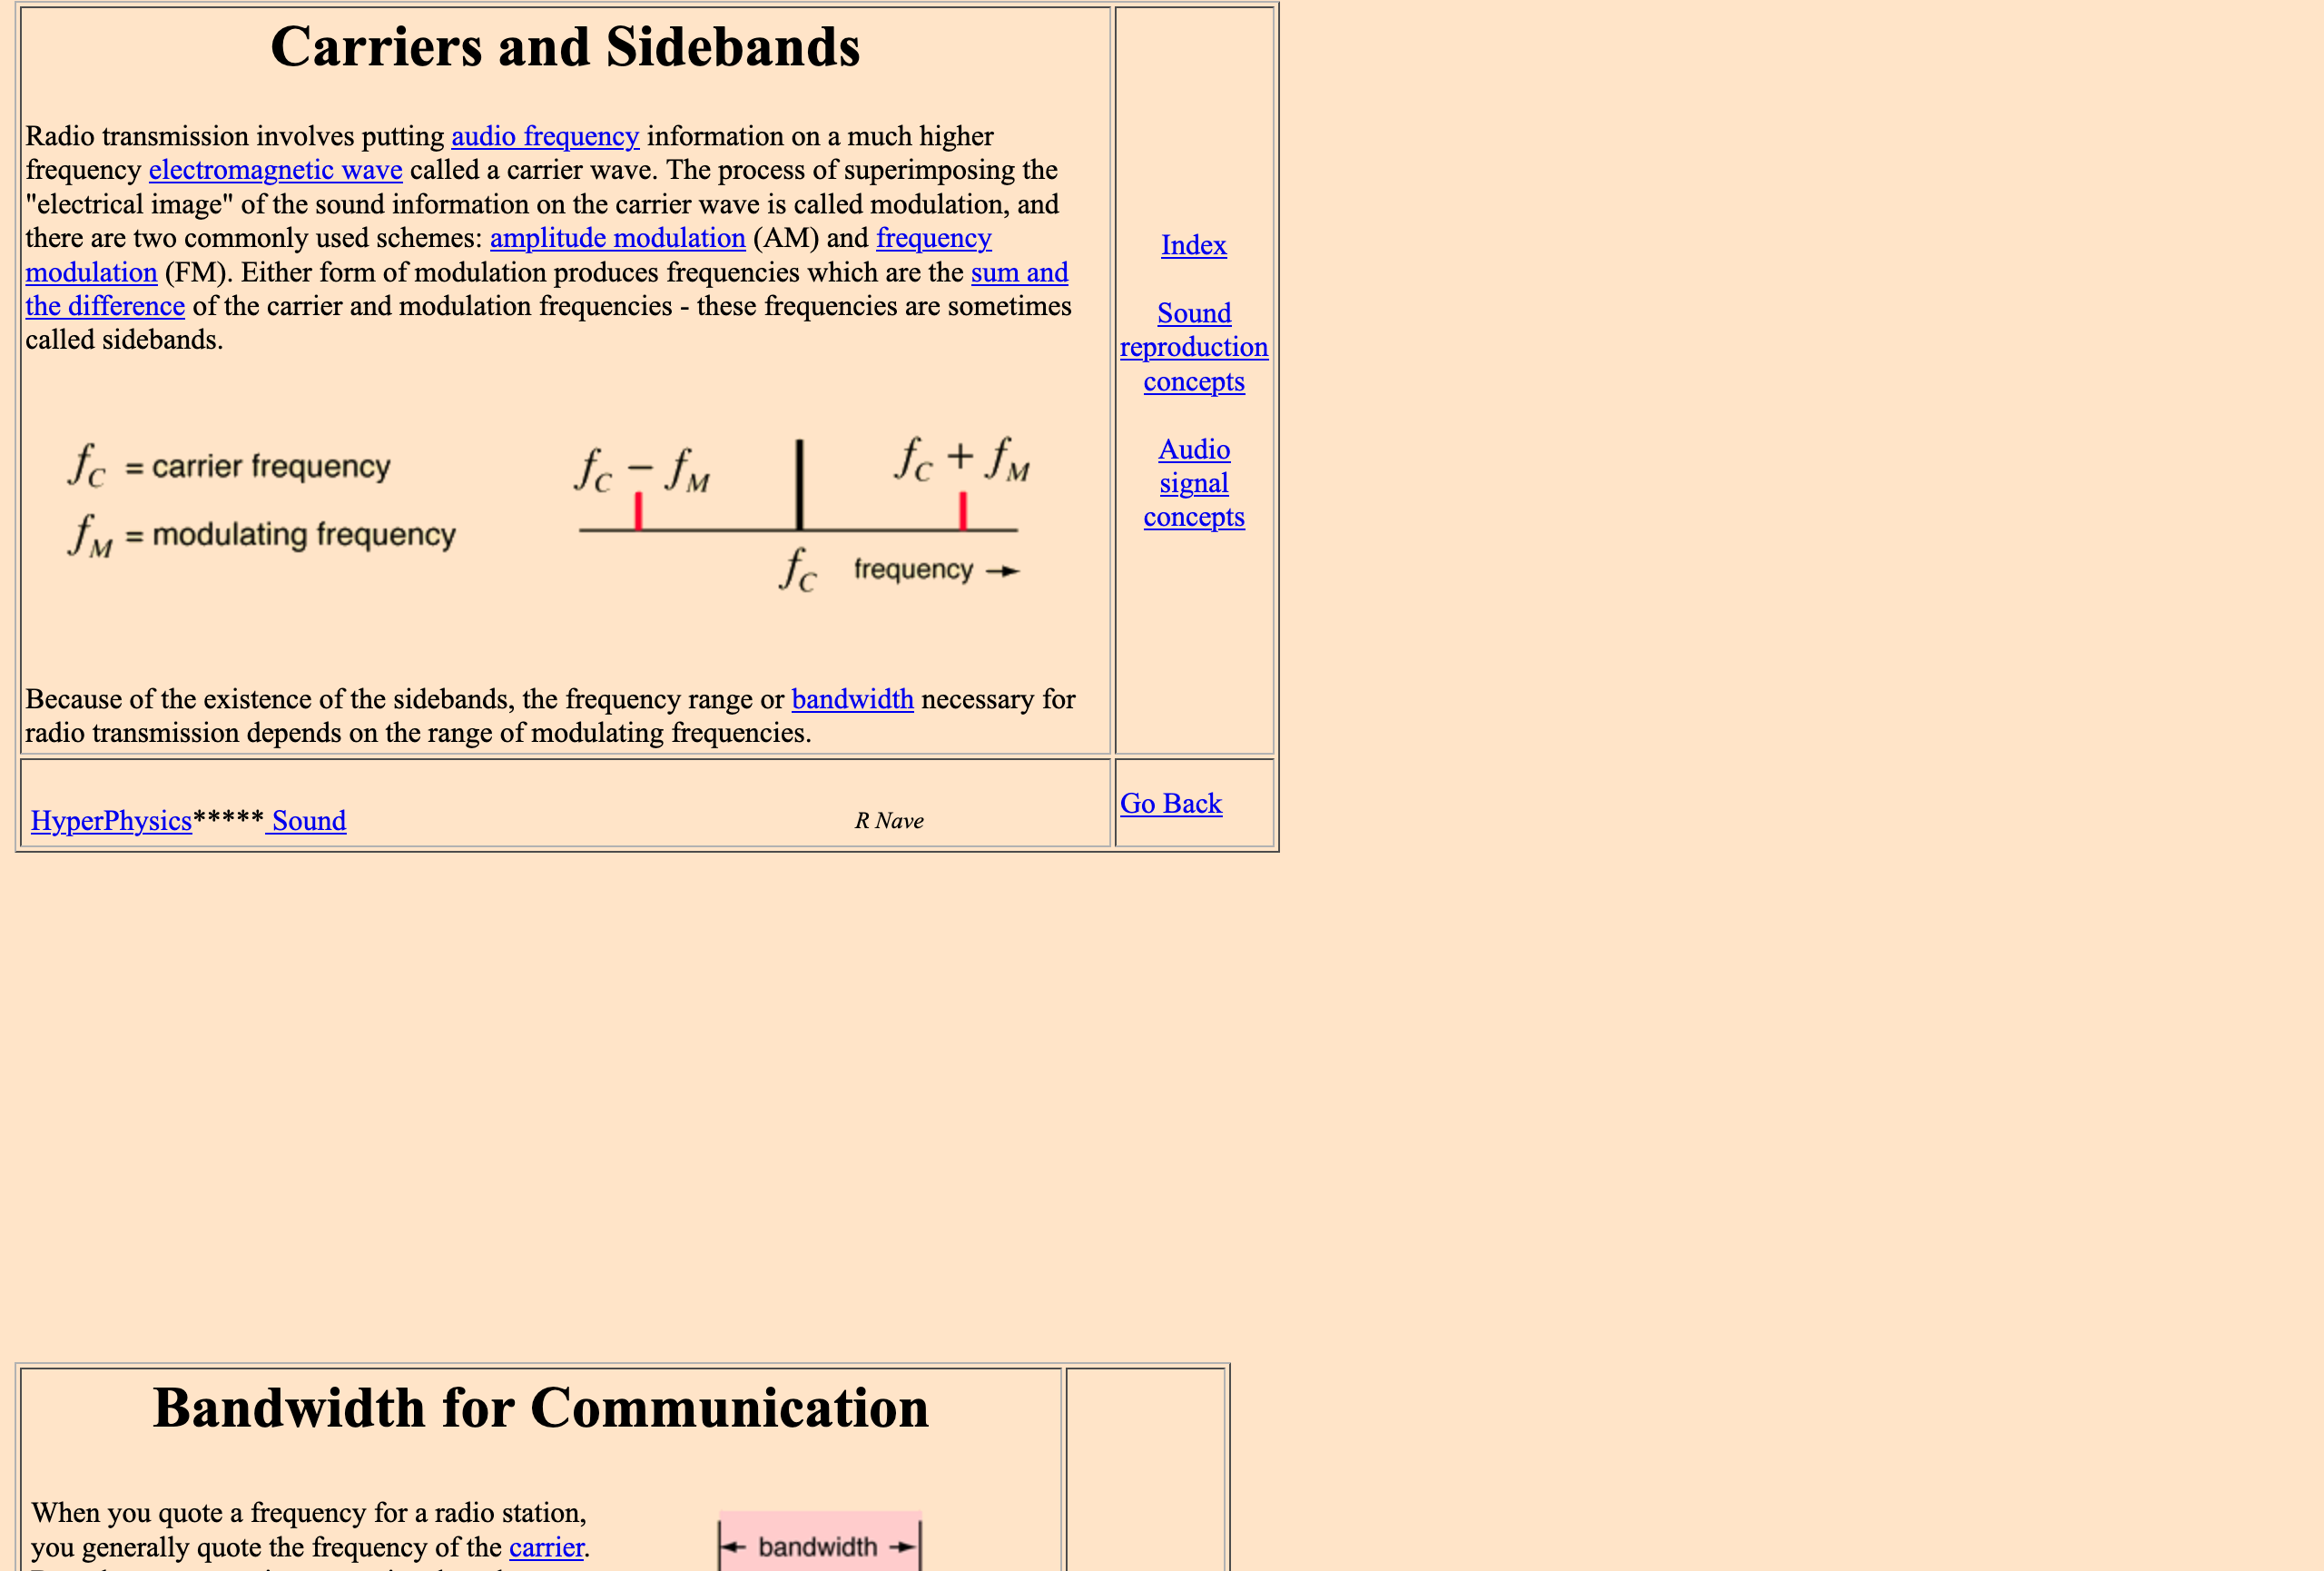 Carriers and Sidebands
Radio transmission involves putting audio frequency information on a much higher
frequency electromagnetic wave called a carrier wave. The process of superimposing the
"electrical image" of the sound information on the carrier wave is called modulation, and
there are two commonly used schemes: amplitude modulation (AM) and frequency
modulation (FM). Either form of modulation produces frequencies which are the sum and
the difference of the carrier and modulation frequencies - these frequencies are sometimes
called sidebands.
f_C = carrier frequency
f_M = modulating frequency
f_C − f_M
f_C + f_M
f_C frequency →
Because of the existence of the sidebands, the frequency range or bandwidth necessary for
radio transmission depends on the range of modulating frequencies.
Index
Sound
reproduction
concepts
Audio
signal
concepts
HyperPhysics***** Sound
R Nave
Go Back
Bandwidth for Communication
When you quote a frequency for a radio station,
you generally quote the frequency of the carrier.
bandwidth